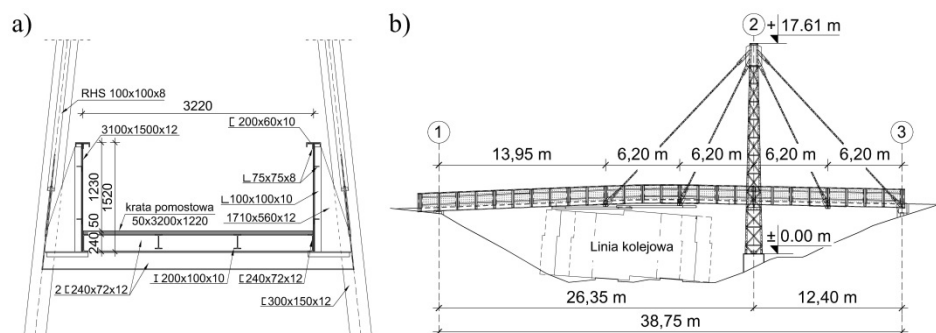 a)
RHS 100x100x8
3220
3100x1500x12
[ 200x60x10
L 75x75x8
L 100x100x10
1710x560x12
1230
1520
50
240
krata pomostowa
50x3200x1220
2 [ 240x72x12
I 200x100x10
[ 240x72x12
[ 300x150x12
b)
2
+ 17.61 m
1
3
13,95 m
6,20 m
6,20 m
6,20 m
6,20 m
Linia kolejowa
± 0.00 m
26,35 m
12,40 m
38,75 m